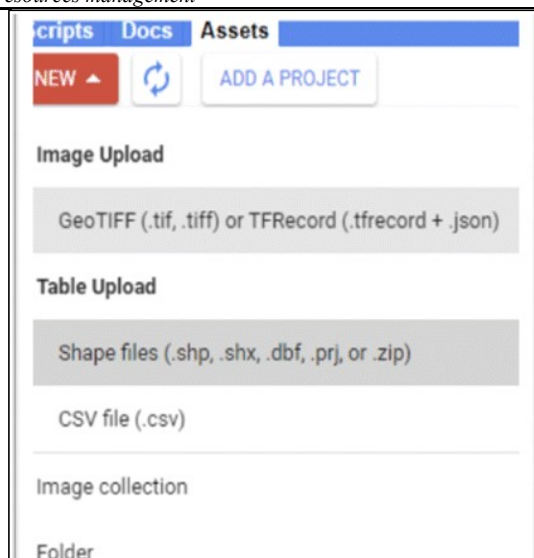 esources management
cripts Docs Assets
NEW ADD A PROJECT
Image Upload
GeoTIFF (.tif, .tiff) or TFRecord (.tfrecord + .json)
Table Upload
Shape files (.shp, .shx, .dbf, .prj, or .zip)
CSV file (.csv)
Image collection
Folder